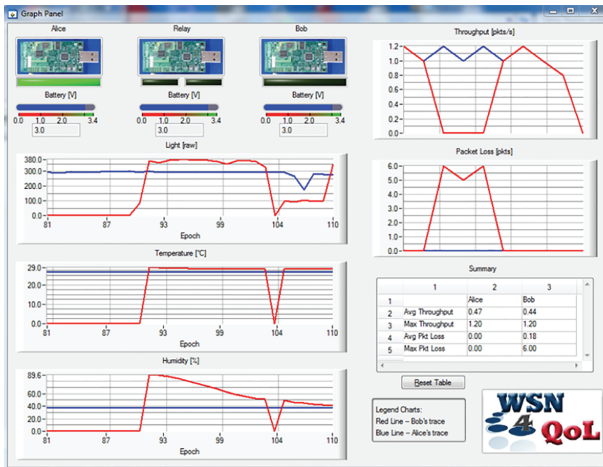 Graph Panel
Alice
Relay
Bob
Battery [V]
Battery [V]
Battery [V]
0.0 1.0 2.0 3.4
0.0 1.0 2.0 3.4
0.0 1.0 2.0 3.4
3.0
3.0
3.0
Light [raw]
380.0
300.0
200.0
100.0
0.0
81 87 93 99 104 110
Epoch
Temperature [°C]
29.0
20.0
10.0
0.0
81 87 93 99 104 110
Epoch
Humidity [%]
89.6
60.0
40.0
20.0
0.0
81 87 93 99 104 110
Epoch
Throughput [pkts/s]
1.2
1.0
0.8
0.6
0.4
0.2
0.0
Packet Loss [pkts]
6.0
5.0
4.0
3.0
2.0
1.0
0.0
Summary
1 2 3
1 Alice Bob
2 Avg Throughput 0.47 0.44
3 Max Throughput 1.20 1.20
4 Avg Pkt Loss 0.00 0.18
5 Max Pkt Loss 0.00 6.00
Reset Table
Legend Charts:
Red Line – Bob's trace
Blue Line – Alice's trace
WSN
4 QoL